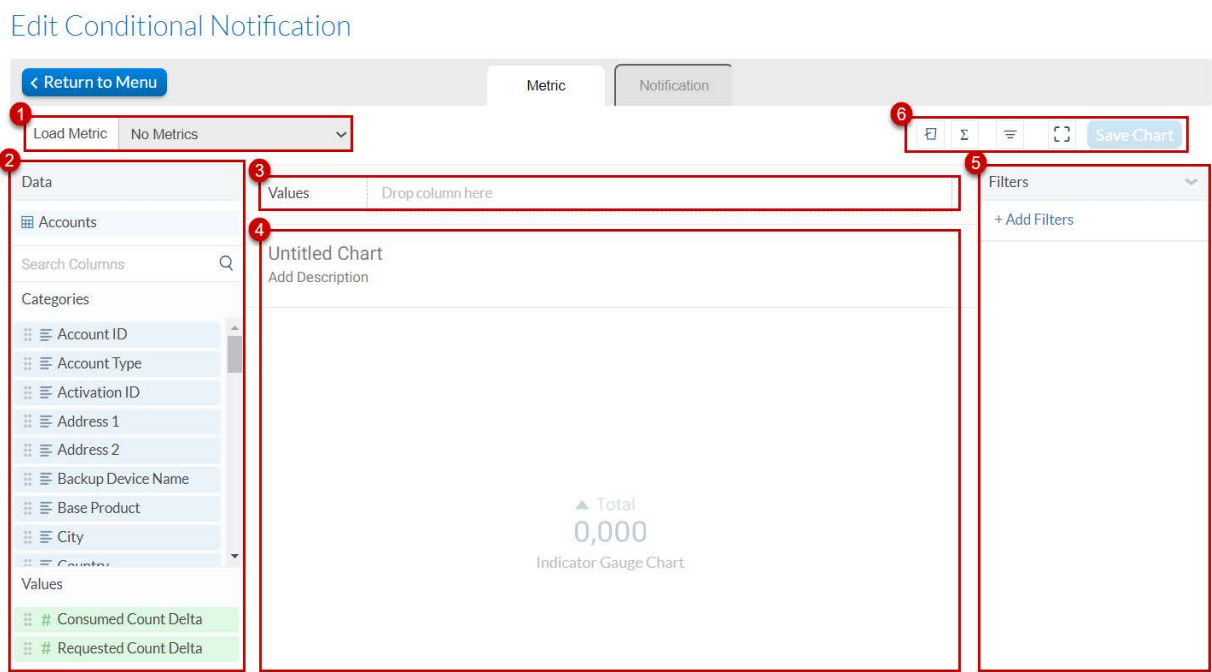 Edit Conditional Notification
< Return to Menu
Metric
Notification
1
Load Metric
No Metrics
6
Σ
Save Chart
2
Data
Accounts
Search Columns
Categories
Account ID
Account Type
Activation ID
Address 1
Address 2
Backup Device Name
Base Product
City
Country
Values
# Consumed Count Delta
# Requested Count Delta
3
Values
Drop column here
4
Untitled Chart
Add Description
Total
0,000
Indicator Gauge Chart
5
Filters
+ Add Filters